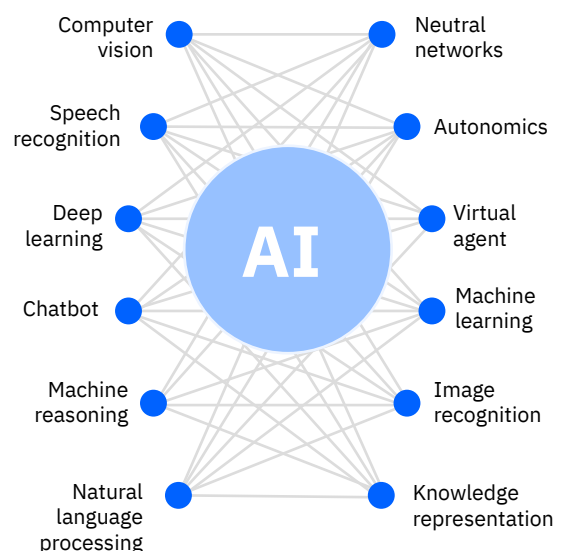 Computer
vision
Neutral
networks
Speech
recognition
Autonomics
Deep
learning
Virtual
agent
AI
Chatbot
Machine
learning
Machine
reasoning
Image
recognition
Natural
language
processing
Knowledge
representation